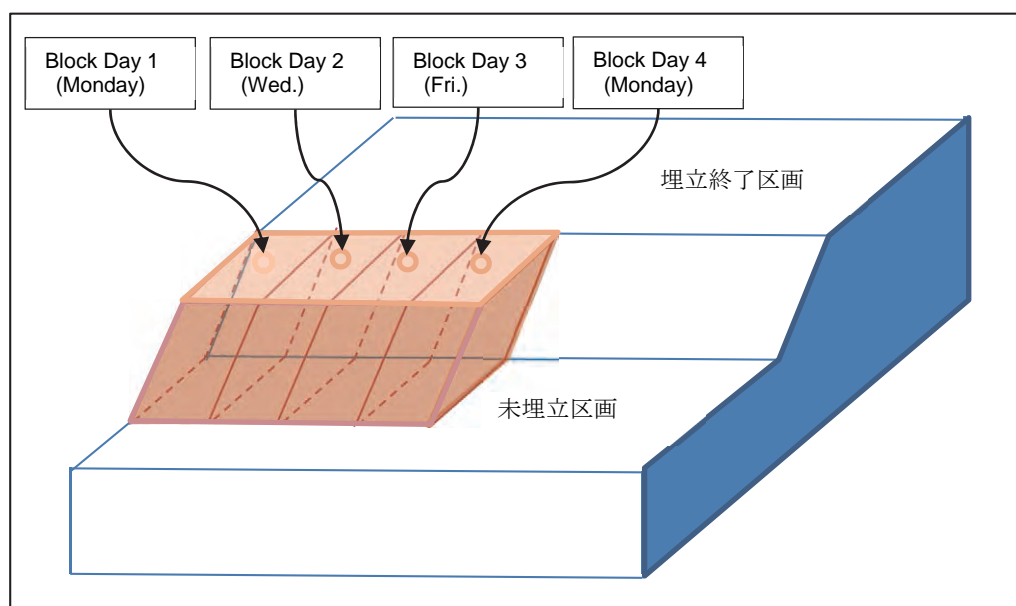 Block Day 1
(Monday)
Block Day 2
(Wed.)
Block Day 3
(Fri.)
Block Day 4
(Monday)
埋立終了区画
未埋立区画